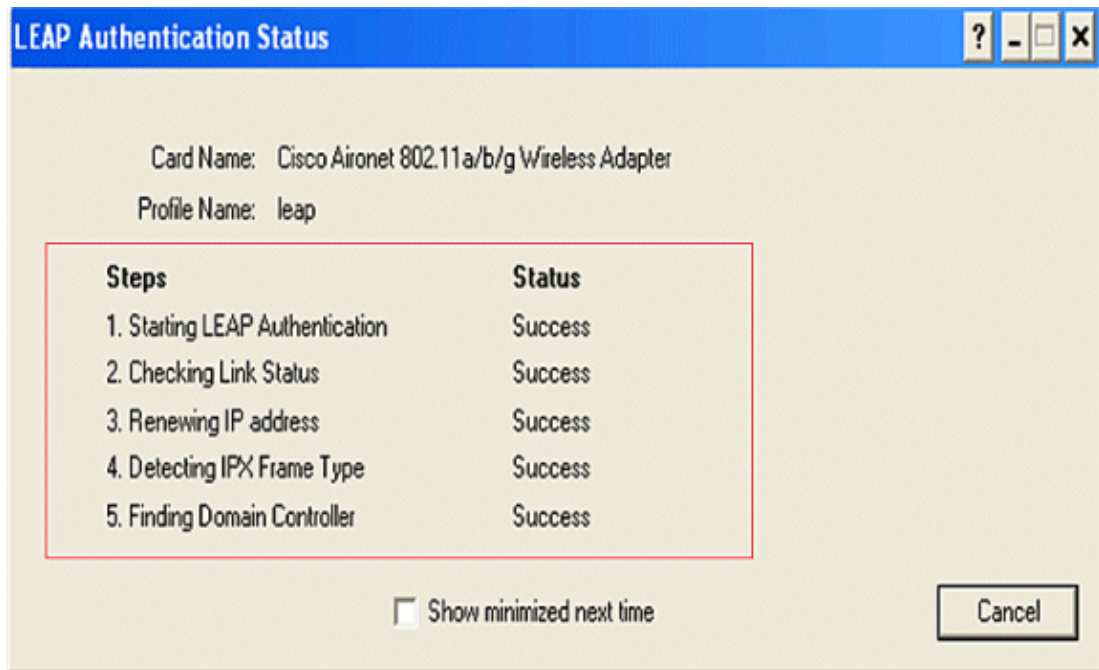 LEAP Authentication Status
Card Name: Cisco Aironet 802.11a/b/g Wireless Adapter
Profile Name: leap
Steps Status
1. Starting LEAP Authentication Success
2. Checking Link Status Success
3. Renewing IP address Success
4. Detecting IPX Frame Type Success
5. Finding Domain Controller Success
Show minimized next time
Cancel